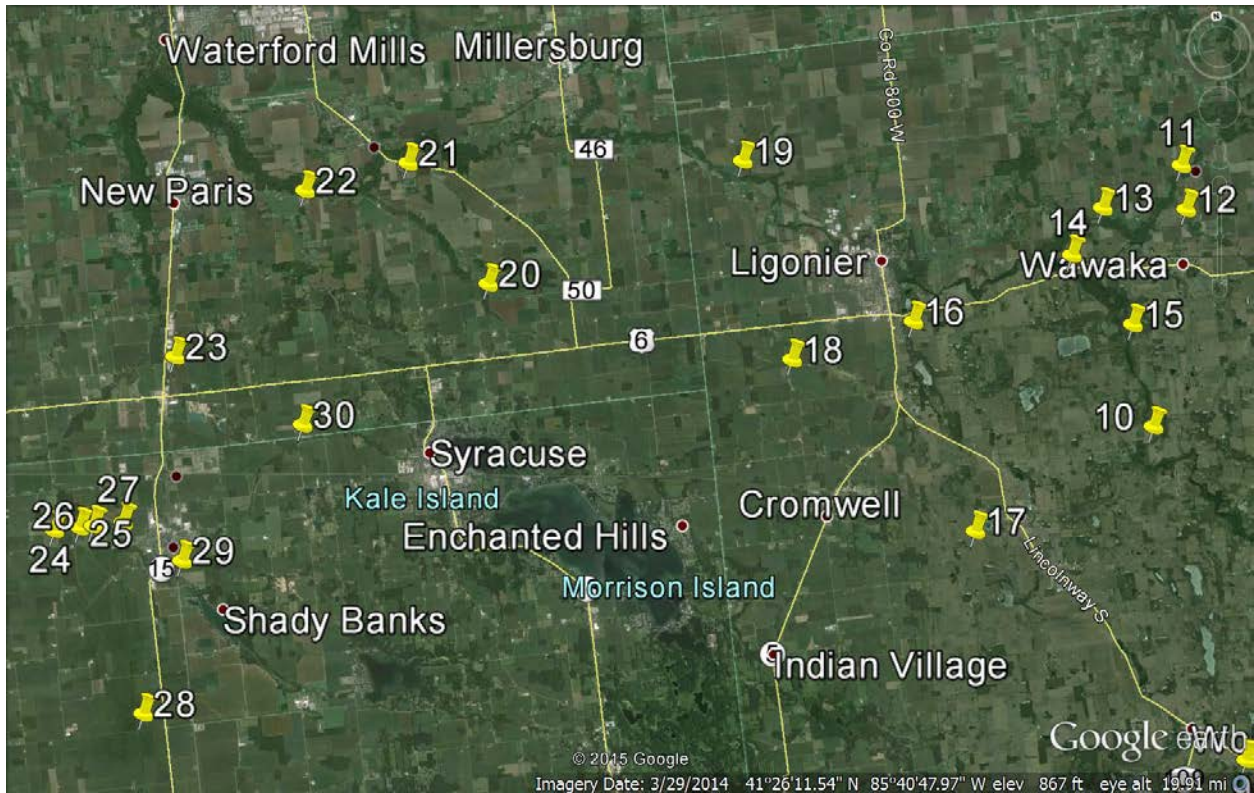 Waterford Mills
Millersburg
Co Rd 800 W
N
21
46
19
11
22
New Paris
13
12
14
Ligonier
Wawaka
20
50
16
15
6
23
18
30
10
Syracuse
27
Kale Island
Cromwell
26
25
24
Enchanted Hills
17
29
15
Morrison Island
Lincolnway S
Shady Banks
5
Indian Village
28
Google earth
Wo
© 2015 Google
109
Imagery Date: 3/29/2014 41°26'11.54" N 85°40'47.97" W elev 867 ft eye alt 19.91 mi